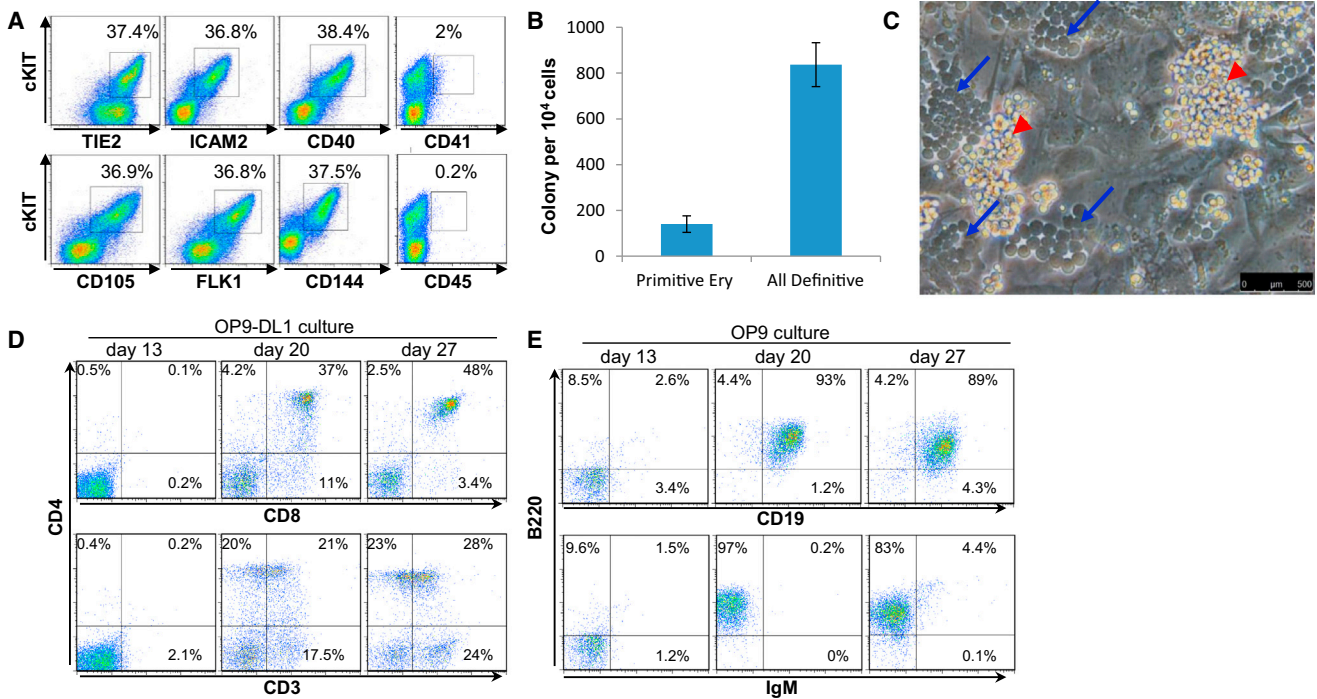 A
37.4% 36.8% 38.4% 2%
cKIT
TIE2 ICAM2 CD40 CD41
36.9% 36.8% 37.5% 0.2%
cKIT
CD105 FLK1 CD144 CD45
B
Colony per 10⁴ cells
1000
800
600
400
200
0
Primitive Ery All Definitive
C
0 µm 500
D
OP9-DL1 culture
day 13 day 20 day 27
0.5% 0.1% 4.2% 37% 2.5% 48%
0.2% 11% 3.4%
CD4
CD8
0.4% 0.2% 20% 21% 23% 28%
2.1% 17.5% 24%
CD3
E
OP9 culture
day 13 day 20 day 27
8.5% 2.6% 4.4% 93% 4.2% 89%
3.4% 1.2% 4.3%
B220
CD19
9.6% 1.5% 97% 0.2% 83% 4.4%
1.2% 0% 0.1%
IgM